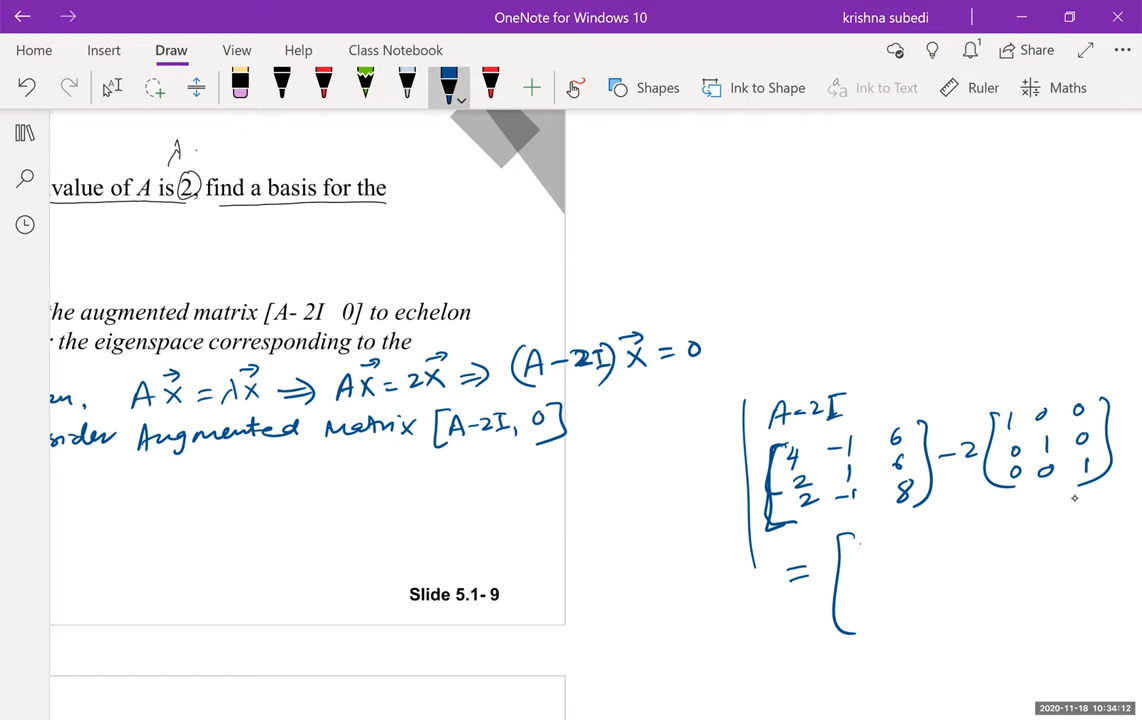 OneNote for Windows 10
krishna subedi
Home Insert Draw View Help Class Notebook
1 Share
Shapes Ink to Shape Ink to Text Ruler Maths
λ
value of A is 2, find a basis for the
the augmented matrix [A- 2I 0] to echelon
the eigenspace corresponding to the
AX = λX ⇒ AX = 2X ⇒ (A-2I)X = 0
sider Augmented Matrix [A-2I, 0]
A-2I
[4 -1 6
2 1 6
2 -1 8] - 2 [1 0 0
0 1 0
0 0 1]
= [
Slide 5.1- 9
2020-11-18 10:34:12